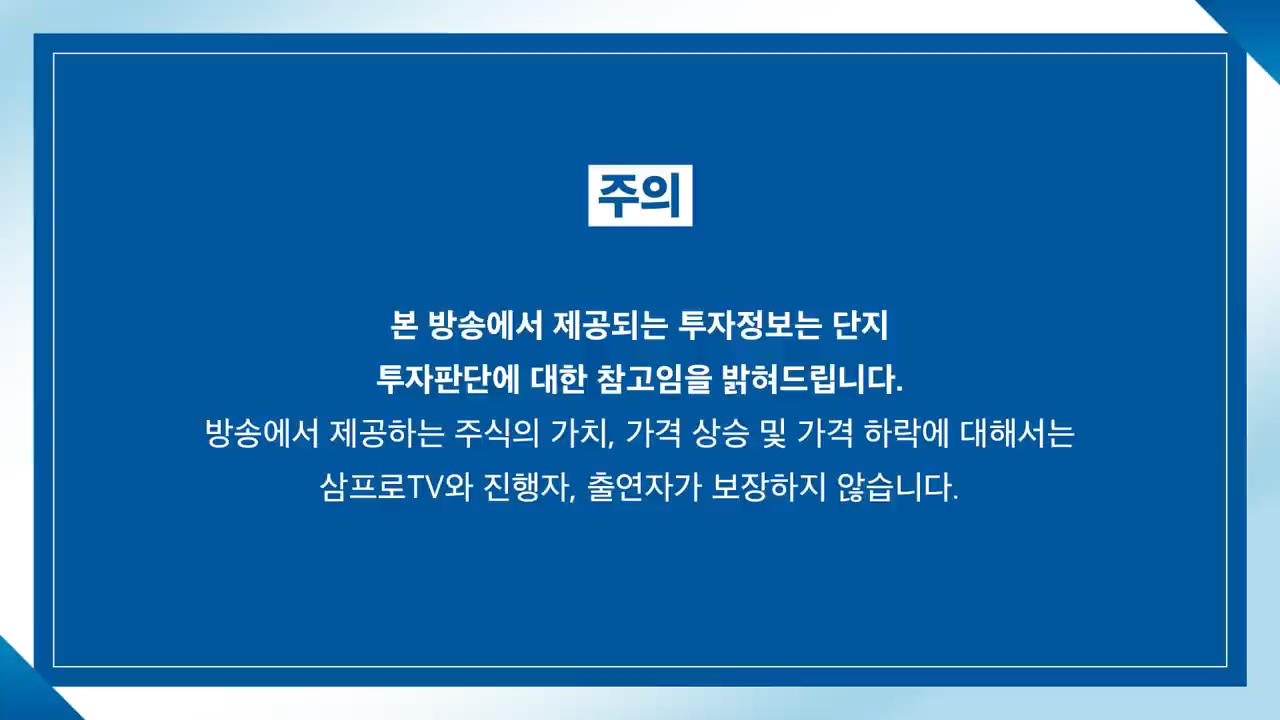 주의
본 방송에서 제공되는 투자정보는 단지
투자판단에 대한 참고임을 밝혀드립니다.
방송에서 제공하는 주식의 가치, 가격 상승 및 가격 하락에 대해서는
삼프로TV와 진행자, 출연자가 보장하지 않습니다.